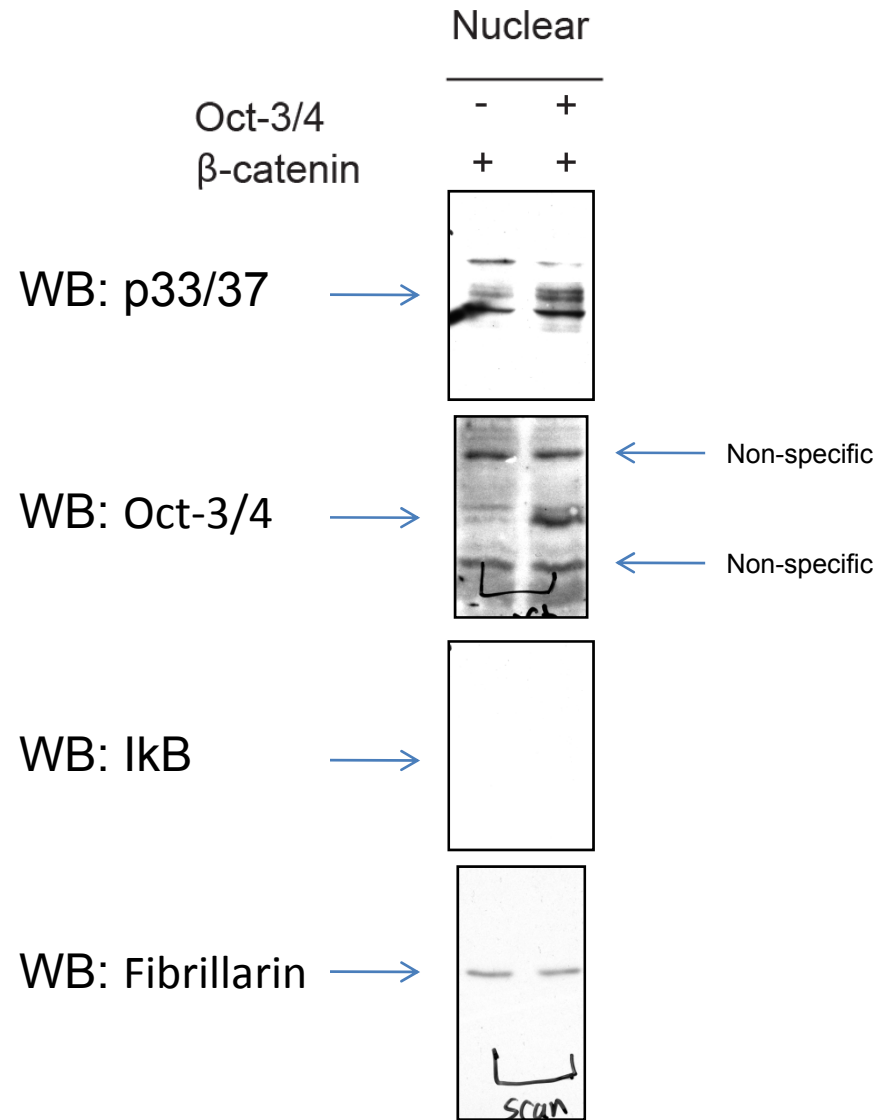 Nuclear
Oct-3/4 - +
β-catenin + +
WB: p33/37
Non-specific
WB: Oct-3/4
Non-specific
WB: IkB
WB: Fibrillarin
scan